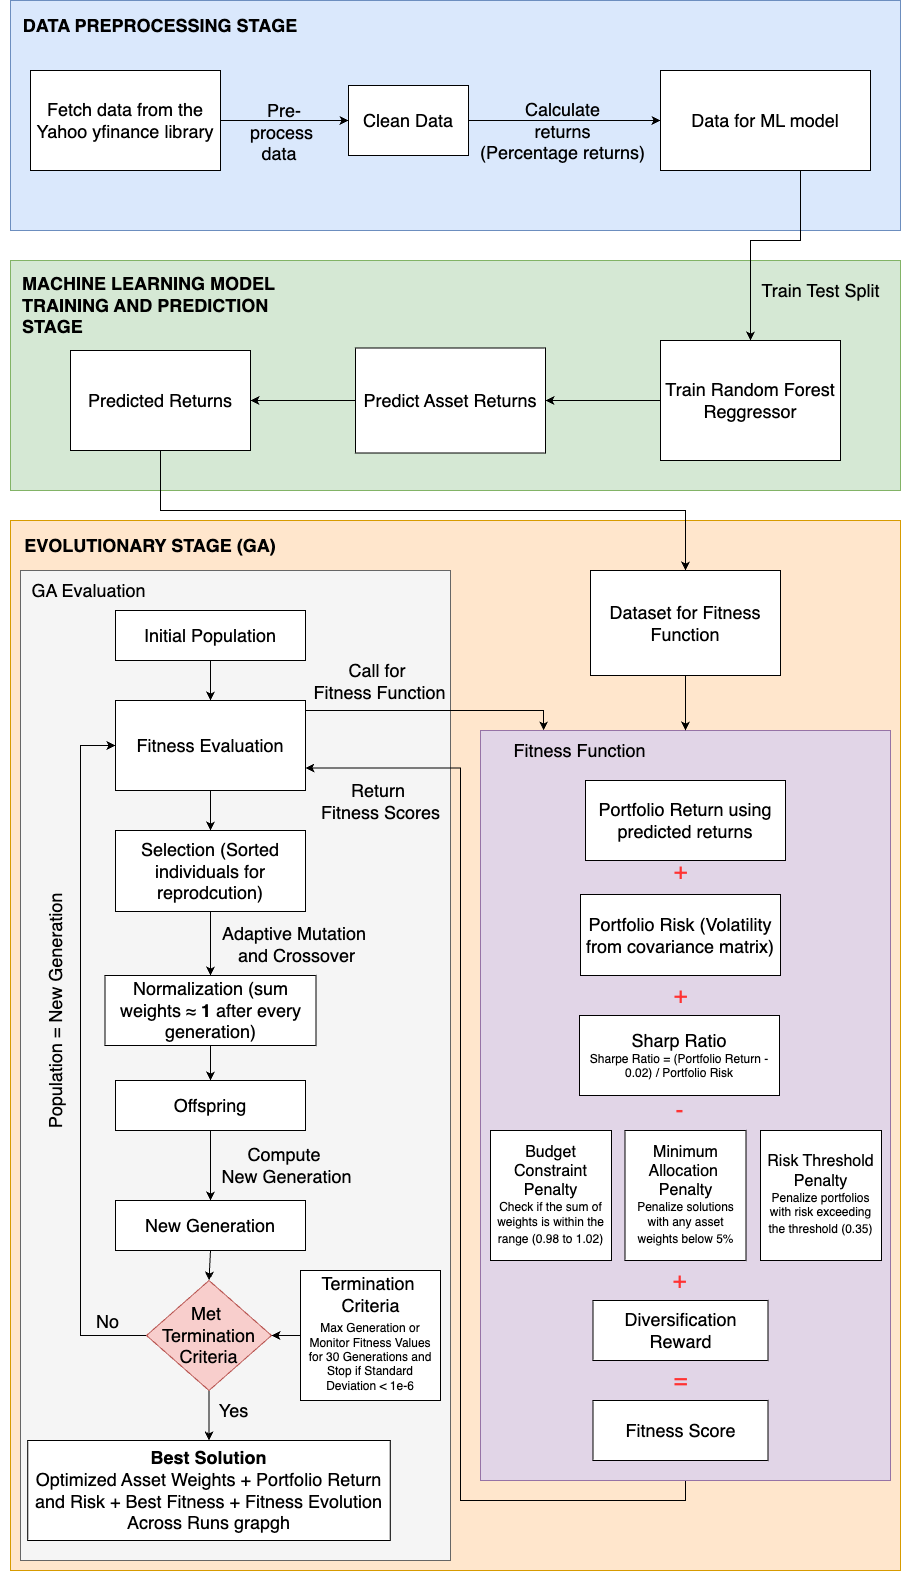 DATA PREPROCESSING STAGE
Fetch data from the
Yahoo yfinance library
Pre-
process
data
Clean Data
Calculate
returns
(Percentage returns)
Data for ML model
MACHINE LEARNING MODEL
TRAINING AND PREDICTION
STAGE
Train Test Split
Predicted Returns
Predict Asset Returns
Train Random Forest
Reggressor
EVOLUTIONARY STAGE (GA)
GA Evaluation
Initial Population
Call for
Fitness Function
Fitness Evaluation
Return
Fitness Scores
Selection (Sorted
individuals for
reprodcution)
Adaptive Mutation
and Crossover
Normalization (sum
weights ≈ 1 after every
generation)
Offspring
Compute
New Generation
New Generation
Population = New Generation
Met
Termination
Criteria
No
Yes
Termination
Criteria
Max Generation or
Monitor Fitness Values
for 30 Generations and
Stop if Standard
Deviation < 1e-6
Best Solution
Optimized Asset Weights + Portfolio Return
and Risk + Best Fitness + Fitness Evolution
Across Runs grapgh
Dataset for Fitness
Function
Fitness Function
Portfolio Return using
predicted returns
+
Portfolio Risk (Volatility
from covariance matrix)
+
Sharp Ratio
Sharpe Ratio = (Portfolio Return -
0.02) / Portfolio Risk
-
Budget
Constraint
Penalty
Check if the sum of
weights is within the
range (0.98 to 1.02)
Minimum
Allocation
Penalty
Penalize solutions
with any asset
weights below 5%
Risk Threshold
Penalty
Penalize portfolios
with risk exceeding
the threshold (0.35)
+
Diversification
Reward
=
Fitness Score